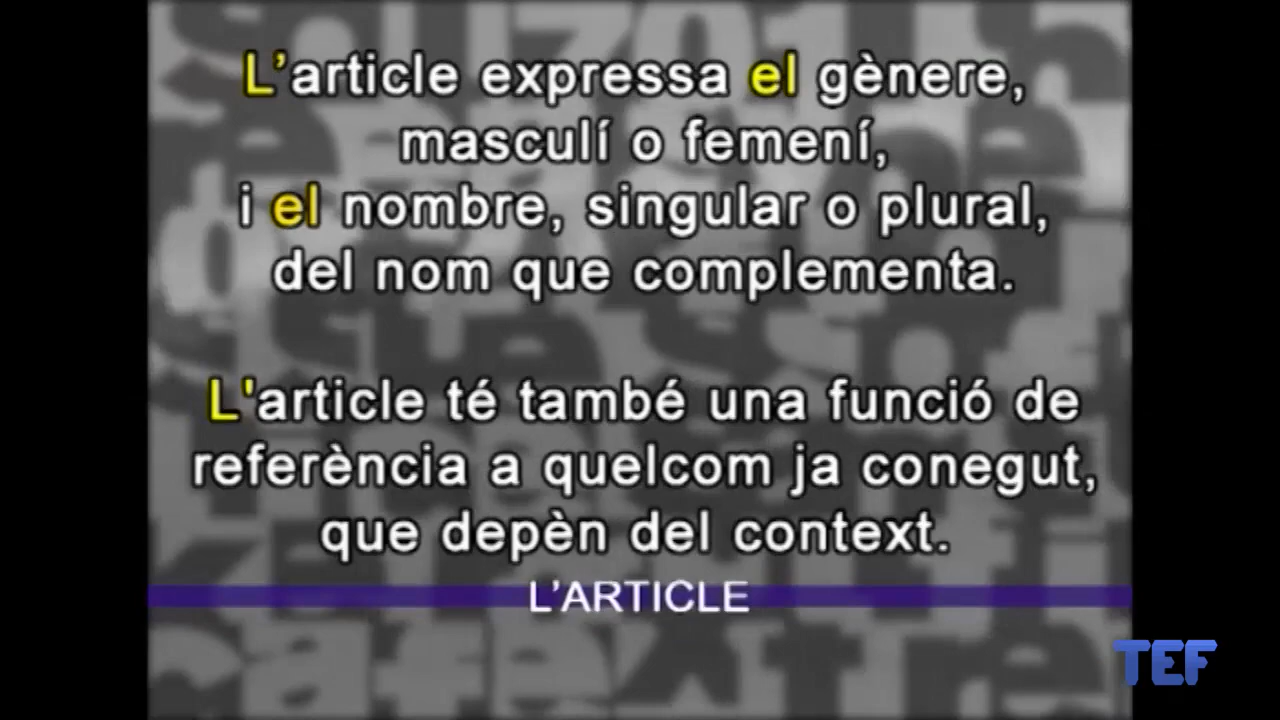 L’article expressa el gènere,
masculí o femení,
i el nombre, singular o plural,
del nom que complementa.
L'article té també una funció de
referència a quelcom ja conegut,
que depèn del context.
L’ARTICLE
TEF